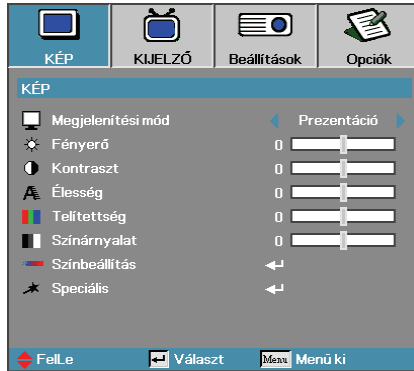 KÉP KIJELZŐ Beállítások Opciók
KÉP
Megjelenítési mód Prezentáció
Fényerő 0
Kontraszt 0
Élesség 0
Telítettség 0
Színárnyalat 0
Színbeállítás
Speciális
FelLe Választ Menu Menü ki